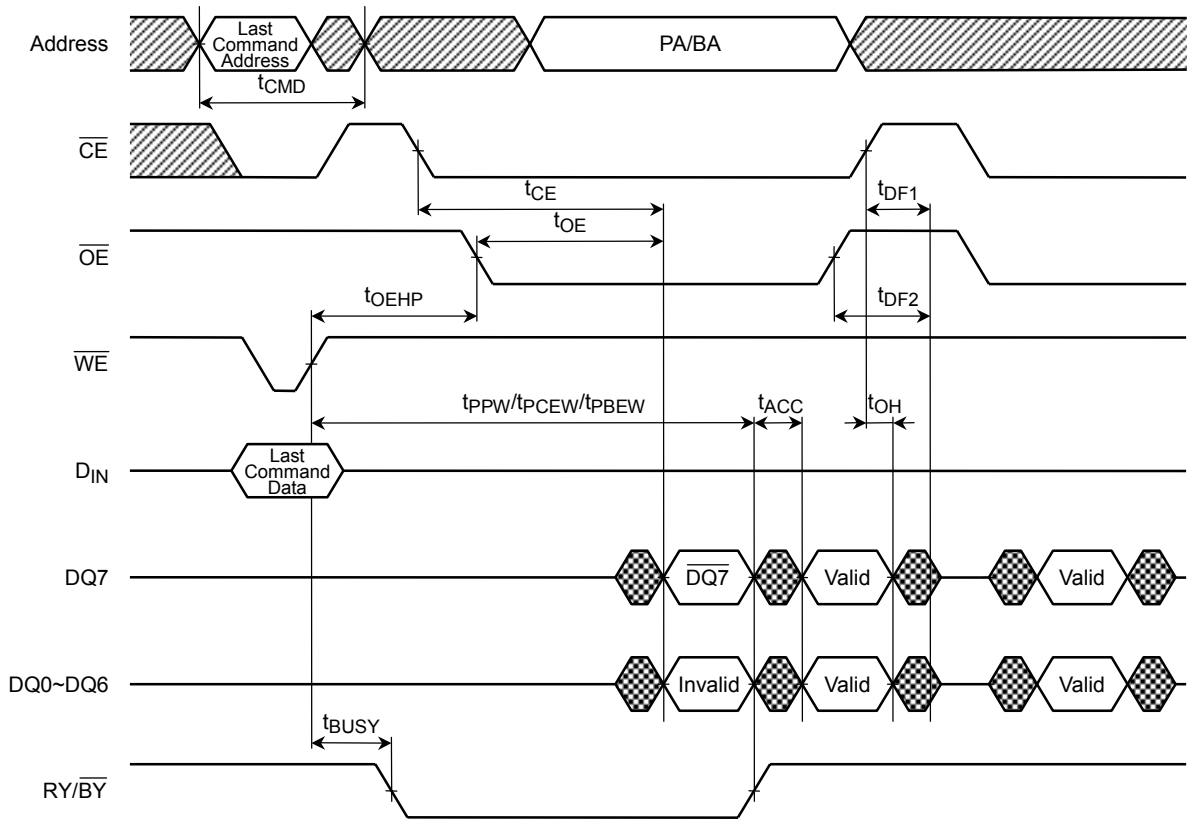 Address
Last
Command
Address
PA/BA
tCMD
CE
tCE
tDF1
tOE
OE
tOEHP
tDF2
WE
tPPW/tPCEW/tPBEW
tACC
tOH
DIN
Last
Command
Data
DQ7
DQ7
Valid
Valid
DQ0~DQ6
Invalid
Valid
Valid
tBUSY
RY/BY